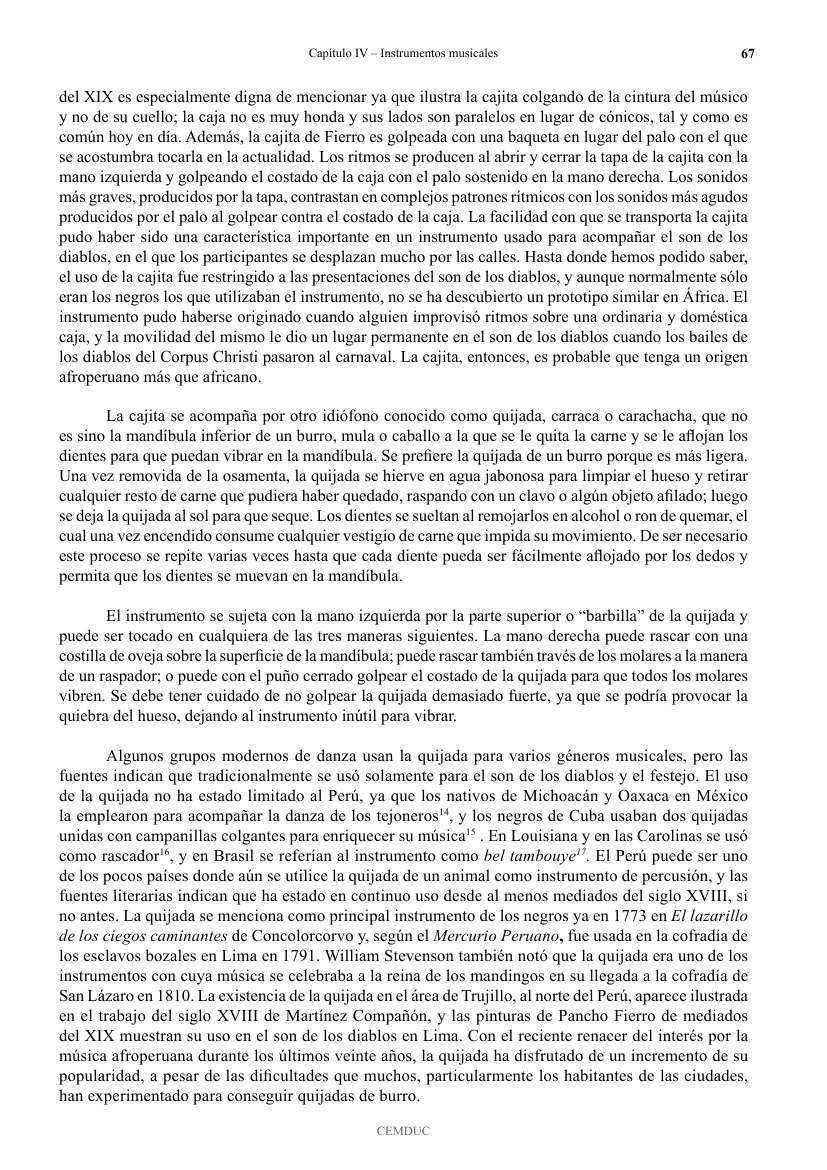 Capítulo IV – Instrumentos musicales
67
del XIX es especialmente digna de mencionar ya que ilustra la cajita colgando de la cintura del músico
y no de su cuello; la caja no es muy honda y sus lados son paralelos en lugar de cónicos, tal y como es
común hoy en día. Además, la cajita de Fierro es golpeada con una baqueta en lugar del palo con el que
se acostumbra tocarla en la actualidad. Los ritmos se producen al abrir y cerrar la tapa de la cajita con la
mano izquierda y golpeando el costado de la caja con el palo sostenido en la mano derecha. Los sonidos
más graves, producidos por la tapa, contrastan en complejos patrones rítmicos con los sonidos más agudos
producidos por el palo al golpear contra el costado de la caja. La facilidad con que se transporta la cajita
pudo haber sido una característica importante en un instrumento usado para acompañar el son de los
diablos, en el que los participantes se desplazan mucho por las calles. Hasta donde hemos podido saber,
el uso de la cajita fue restringido a las presentaciones del son de los diablos, y aunque normalmente sólo
eran los negros los que utilizaban el instrumento, no se ha descubierto un prototipo similar en África. El
instrumento pudo haberse originado cuando alguien improvisó ritmos sobre una ordinaria y doméstica
caja, y la movilidad del mismo le dio un lugar permanente en el son de los diablos cuando los bailes de
los diablos del Corpus Christi pasaron al carnaval. La cajita, entonces, es probable que tenga un origen
afroperuano más que africano.
La cajita se acompaña por otro idiófono conocido como quijada, carraca o carachacha, que no
es sino la mandíbula inferior de un burro, mula o caballo a la que se le quita la carne y se le aflojan los
dientes para que puedan vibrar en la mandíbula. Se prefiere la quijada de un burro porque es más ligera.
Una vez removida de la osamenta, la quijada se hierve en agua jabonosa para limpiar el hueso y retirar
cualquier resto de carne que pudiera haber quedado, raspando con un clavo o algún objeto afilado; luego
se deja la quijada al sol para que seque. Los dientes se sueltan al remojarlos en alcohol o ron de quemar, el
cual una vez encendido consume cualquier vestigio de carne que impida su movimiento. De ser necesario
este proceso se repite varias veces hasta que cada diente pueda ser fácilmente aflojado por los dedos y
permita que los dientes se muevan en la mandíbula.
El instrumento se sujeta con la mano izquierda por la parte superior o “barbilla” de la quijada y
puede ser tocado en cualquiera de las tres maneras siguientes. La mano derecha puede rascar con una
costilla de oveja sobre la superficie de la mandíbula; puede rascar también través de los molares a la manera
de un raspador; o puede con el puño cerrado golpear el costado de la quijada para que todos los molares
vibren. Se debe tener cuidado de no golpear la quijada demasiado fuerte, ya que se podría provocar la
quiebra del hueso, dejando al instrumento inútil para vibrar.
Algunos grupos modernos de danza usan la quijada para varios géneros musicales, pero las
fuentes indican que tradicionalmente se usó solamente para el son de los diablos y el festejo. El uso
de la quijada no ha estado limitado al Perú, ya que los nativos de Michoacán y Oaxaca en México
la emplearon para acompañar la danza de los tejoneros14, y los negros de Cuba usaban dos quijadas
unidas con campanillas colgantes para enriquecer su música15 . En Louisiana y en las Carolinas se usó
como rascador16, y en Brasil se referían al instrumento como bel tambouye17. El Perú puede ser uno
de los pocos países donde aún se utilice la quijada de un animal como instrumento de percusión, y las
fuentes literarias indican que ha estado en continuo uso desde al menos mediados del siglo XVIII, si
no antes. La quijada se menciona como principal instrumento de los negros ya en 1773 en El lazarillo
de los ciegos caminantes de Concolorcorvo y, según el Mercurio Peruano, fue usada en la cofradía de
los esclavos bozales en Lima en 1791. William Stevenson también notó que la quijada era uno de los
instrumentos con cuya música se celebraba a la reina de los mandingos en su llegada a la cofradía de
San Lázaro en 1810. La existencia de la quijada en el área de Trujillo, al norte del Perú, aparece ilustrada
en el trabajo del siglo XVIII de Martínez Compañón, y las pinturas de Pancho Fierro de mediados
del XIX muestran su uso en el son de los diablos en Lima. Con el reciente renacer del interés por la
música afroperuana durante los últimos veinte años, la quijada ha disfrutado de un incremento de su
popularidad, a pesar de las dificultades que muchos, particularmente los habitantes de las ciudades,
han experimentado para conseguir quijadas de burro.
CEMDUC